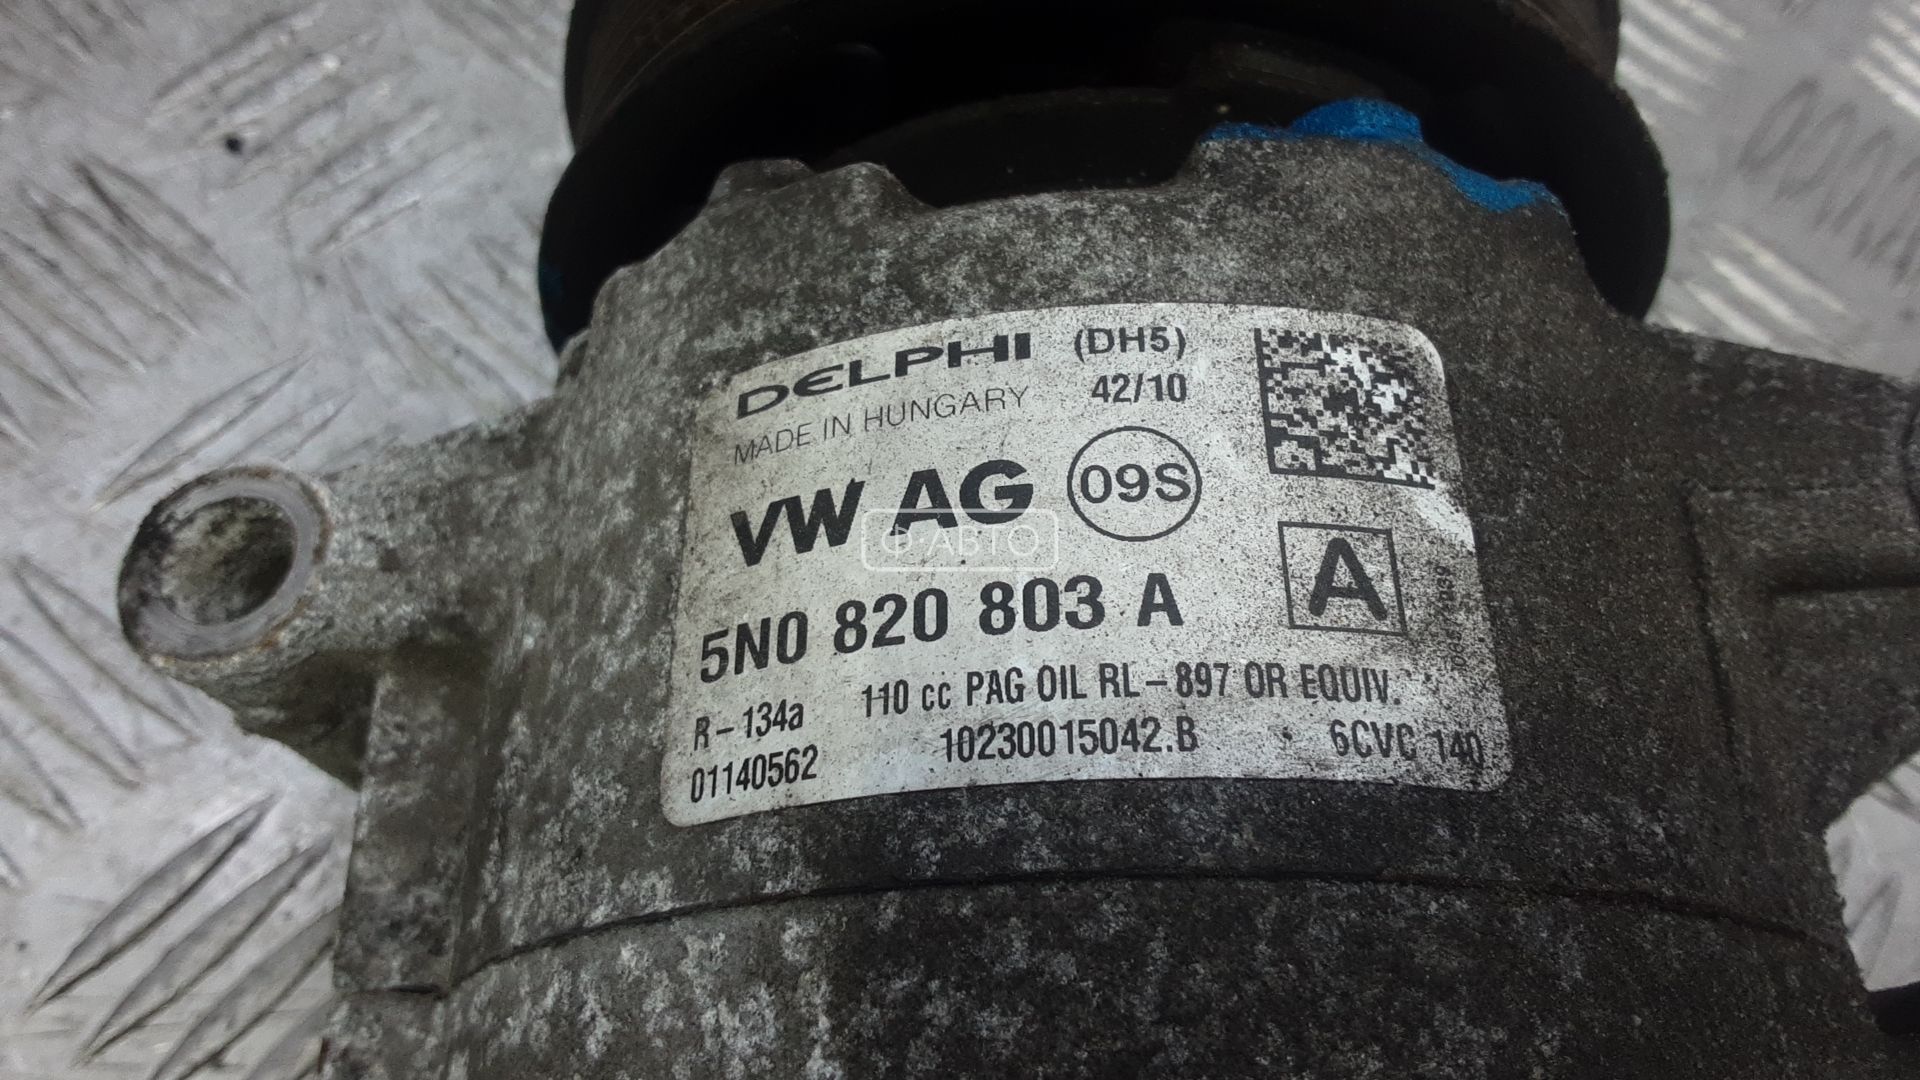 DELPHI (DH5)
MADE IN HUNGARY 42/10
VW AG 09S
Ф-АВТО
A
5N0 820 803 A
R-134a 110 cc PAG OIL RL-897 OR EQUIV.
01140562 10230015042.B 6CVC 140